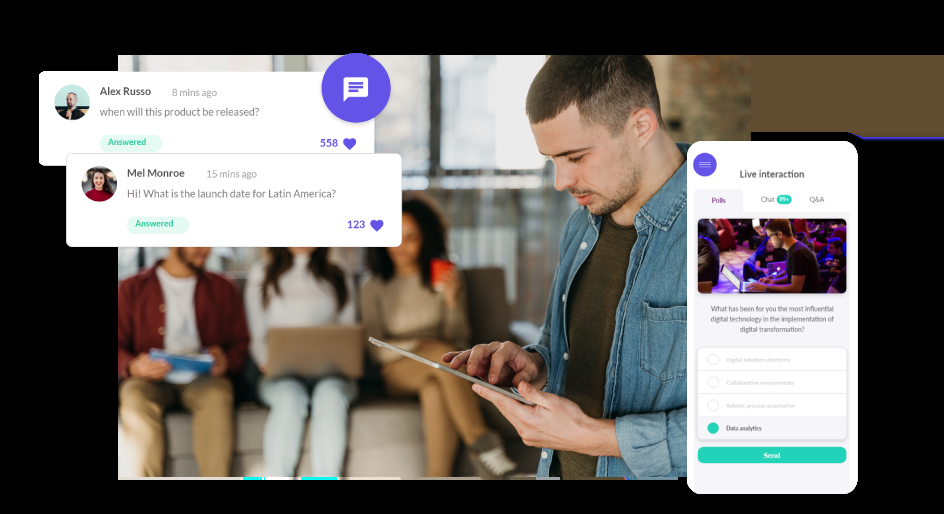 Alex Russo 8 mins ago
when will this product be released?
Answered 558
Mel Monroe 15 mins ago
Hi! What is the launch date for Latin America?
Answered 123
Live interaction
Polls Chat 99+ Q&A
What has been for you the most influential
digital technology in the implementation of
digital transformation?
Digital adoption platforms
Collaborative environments
Robotic process automation
Data analytics
Send